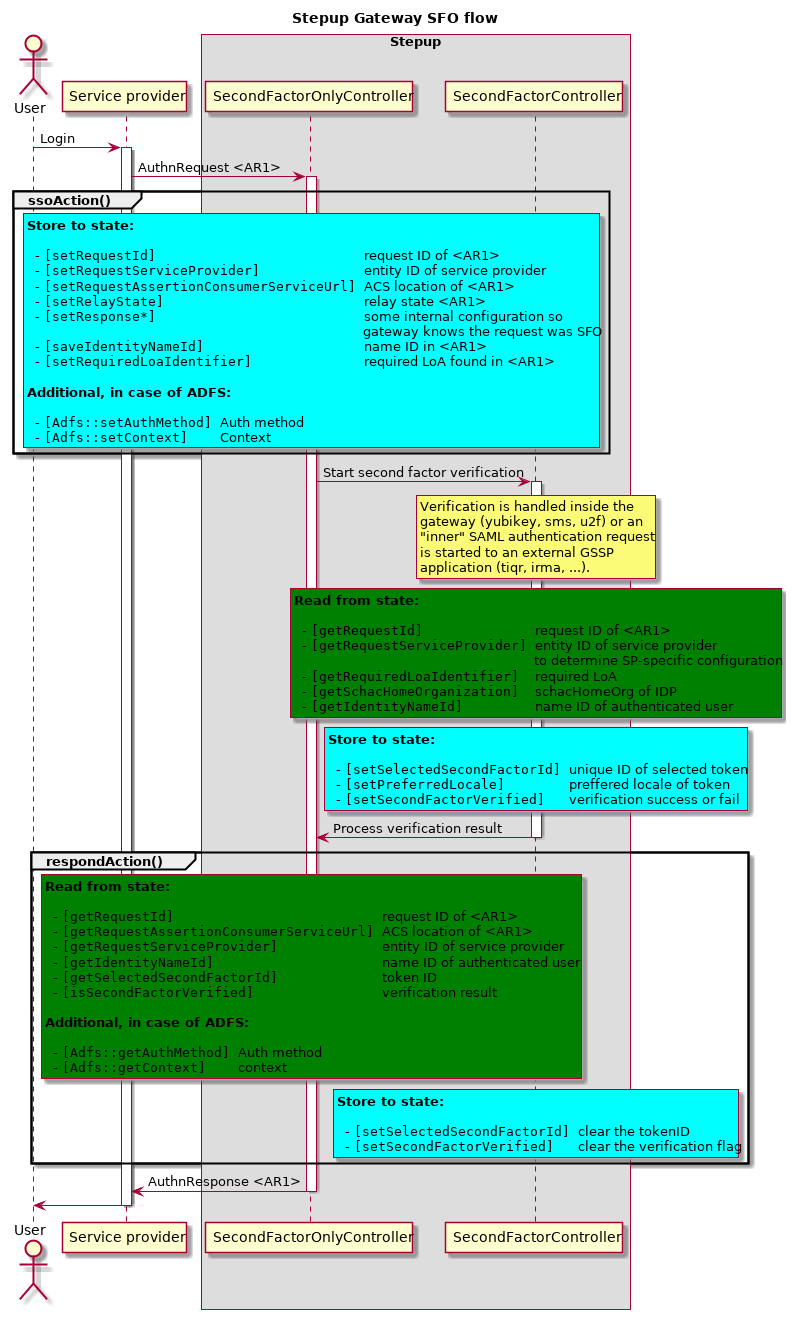 Stepup Gateway SFO flow
Stepup
User
Service provider
SecondFactorOnlyController
SecondFactorController
Login
AuthnRequest <AR1>
ssoAction()
Store to state:
- [setRequestId] request ID of <AR1>
- [setRequestServiceProvider] entity ID of service provider
- [setRequestAssertionConsumerServiceUrl] ACS location of <AR1>
- [setRelayState] relay state <AR1>
- [setResponse*] some internal configuration so
gateway knows the request was SFO
- [saveIdentityNameId] name ID in <AR1>
- [setRequiredLoaIdentifier] required LoA found in <AR1>
Additional, in case of ADFS:
- [Adfs::setAuthMethod] Auth method
- [Adfs::setContext] Context
Start second factor verification
Verification is handled inside the
gateway (yubikey, sms, u2f) or an
"inner" SAML authentication request
is started to an external GSSP
application (tiqr, irma, ...).
Read from state:
- [getRequestId] request ID of <AR1>
- [getRequestServiceProvider] entity ID of service provider
to determine SP-specific configuration
- [getRequiredLoaIdentifier] required LoA
- [getSchacHomeOrganization] schacHomeOrg of IDP
- [getIdentityNameId] name ID of authenticated user
Store to state:
- [setSelectedSecondFactorId] unique ID of selected token
- [setPreferredLocale] preffered locale of token
- [setSecondFactorVerified] verification success or fail
Process verification result
respondAction()
Read from state:
- [getRequestId] request ID of <AR1>
- [getRequestAssertionConsumerServiceUrl] ACS location of <AR1>
- [getRequestServiceProvider] entity ID of service provider
- [getIdentityNameId] name ID of authenticated user
- [getSelectedSecondFactorId] token ID
- [isSecondFactorVerified] verification result
Additional, in case of ADFS:
- [Adfs::getAuthMethod] Auth method
- [Adfs::getContext] context
Store to state:
- [setSelectedSecondFactorId] clear the tokenID
- [setSecondFactorVerified] clear the verification flag
AuthnResponse <AR1>
User
Service provider
SecondFactorOnlyController
SecondFactorController